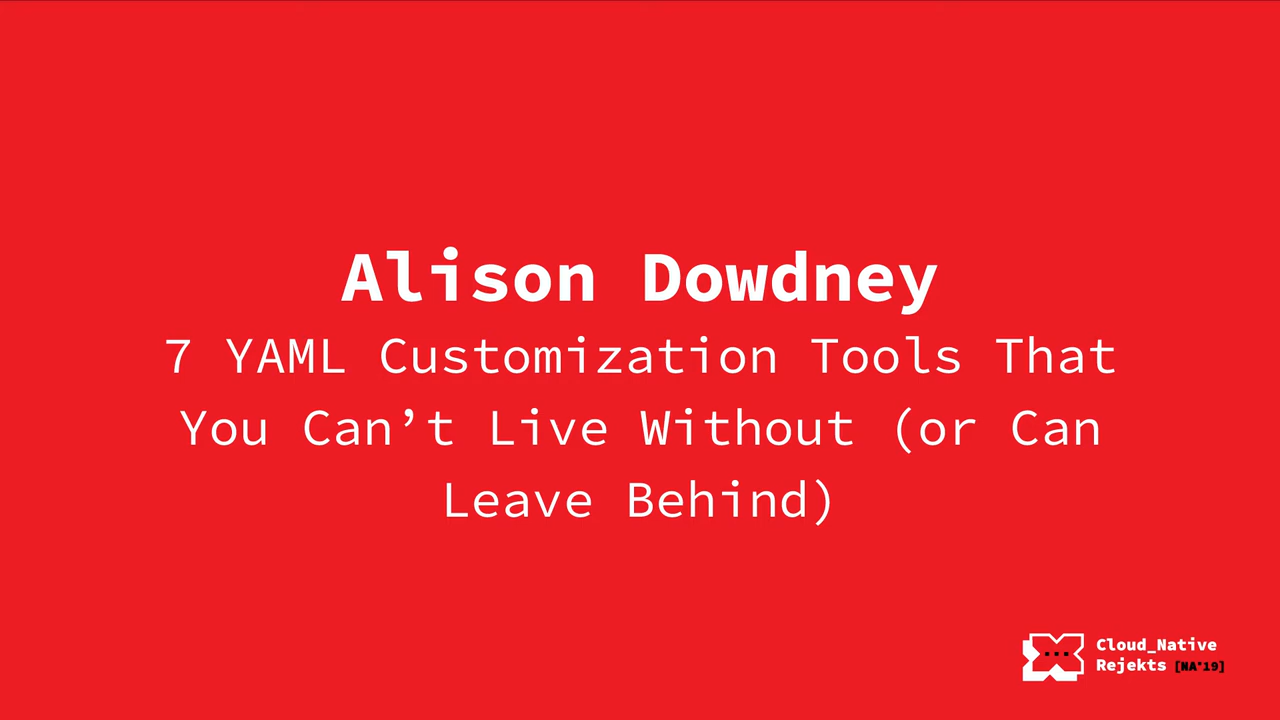 Alison Dowdney
7 YAML Customization Tools That
You Can’t Live Without (or Can
Leave Behind)
Cloud_Native
Rejekts [NA'19]